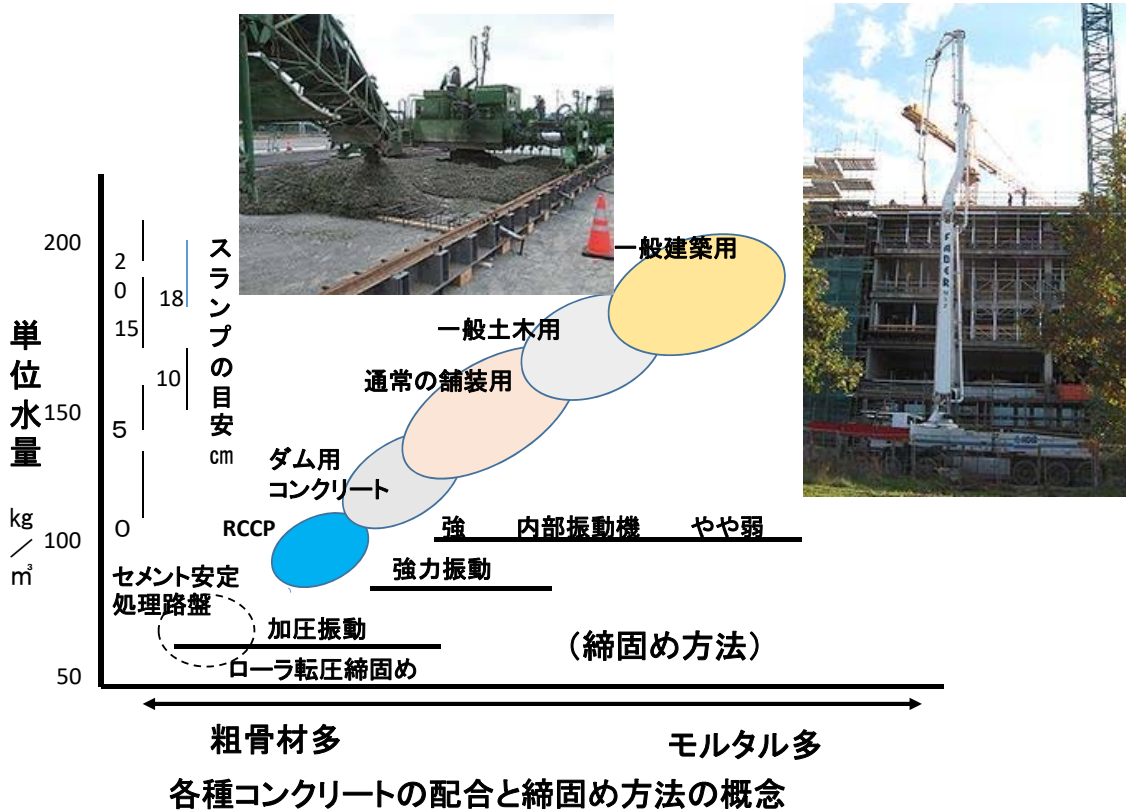 単位水量
kg
／
㎥
200
150
100
50
20
15
5
0
18
10
スランプの目安
㎝
一般建築用
一般土木用
通常の舗装用
ダム用
コンクリート
RCCP
セメント安定
処理路盤
強 内部振動機 やや弱
強力振動
加圧振動
ローラ転圧締固め
（締固め方法）
粗骨材多
モルタル多
各種コンクリートの配合と締固め方法の概念